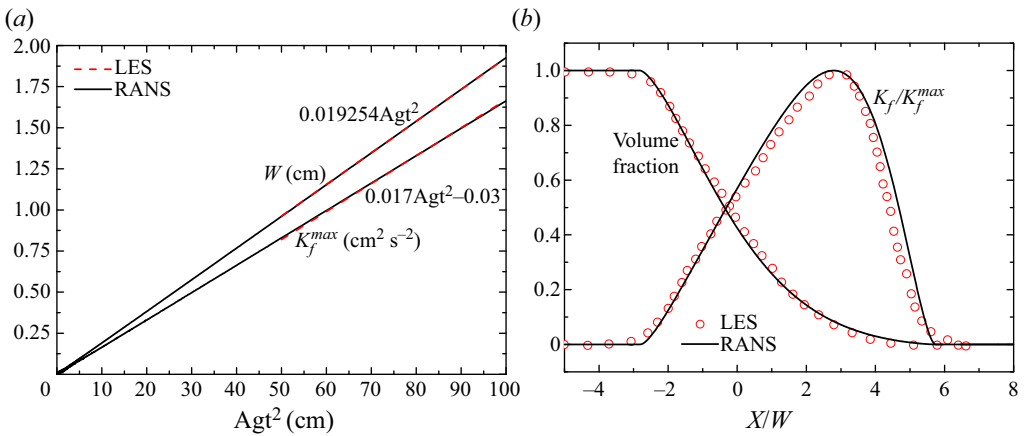 (a)
2.00
1.75
1.50
1.25
1.00
0.75
0.50
0.25
0 10 20 30 40 50 60 70 80 90 100
Agt² (cm)
LES
RANS
0.019254Agt²
W (cm)
0.017Agt²–0.03
K_f^{max} (cm² s⁻²)
(b)
1.0
0.8
0.6
0.4
0.2
0
–4 –2 0 2 4 6 8
X/W
K_f/K_f^{max}
Volume
fraction
LES
RANS